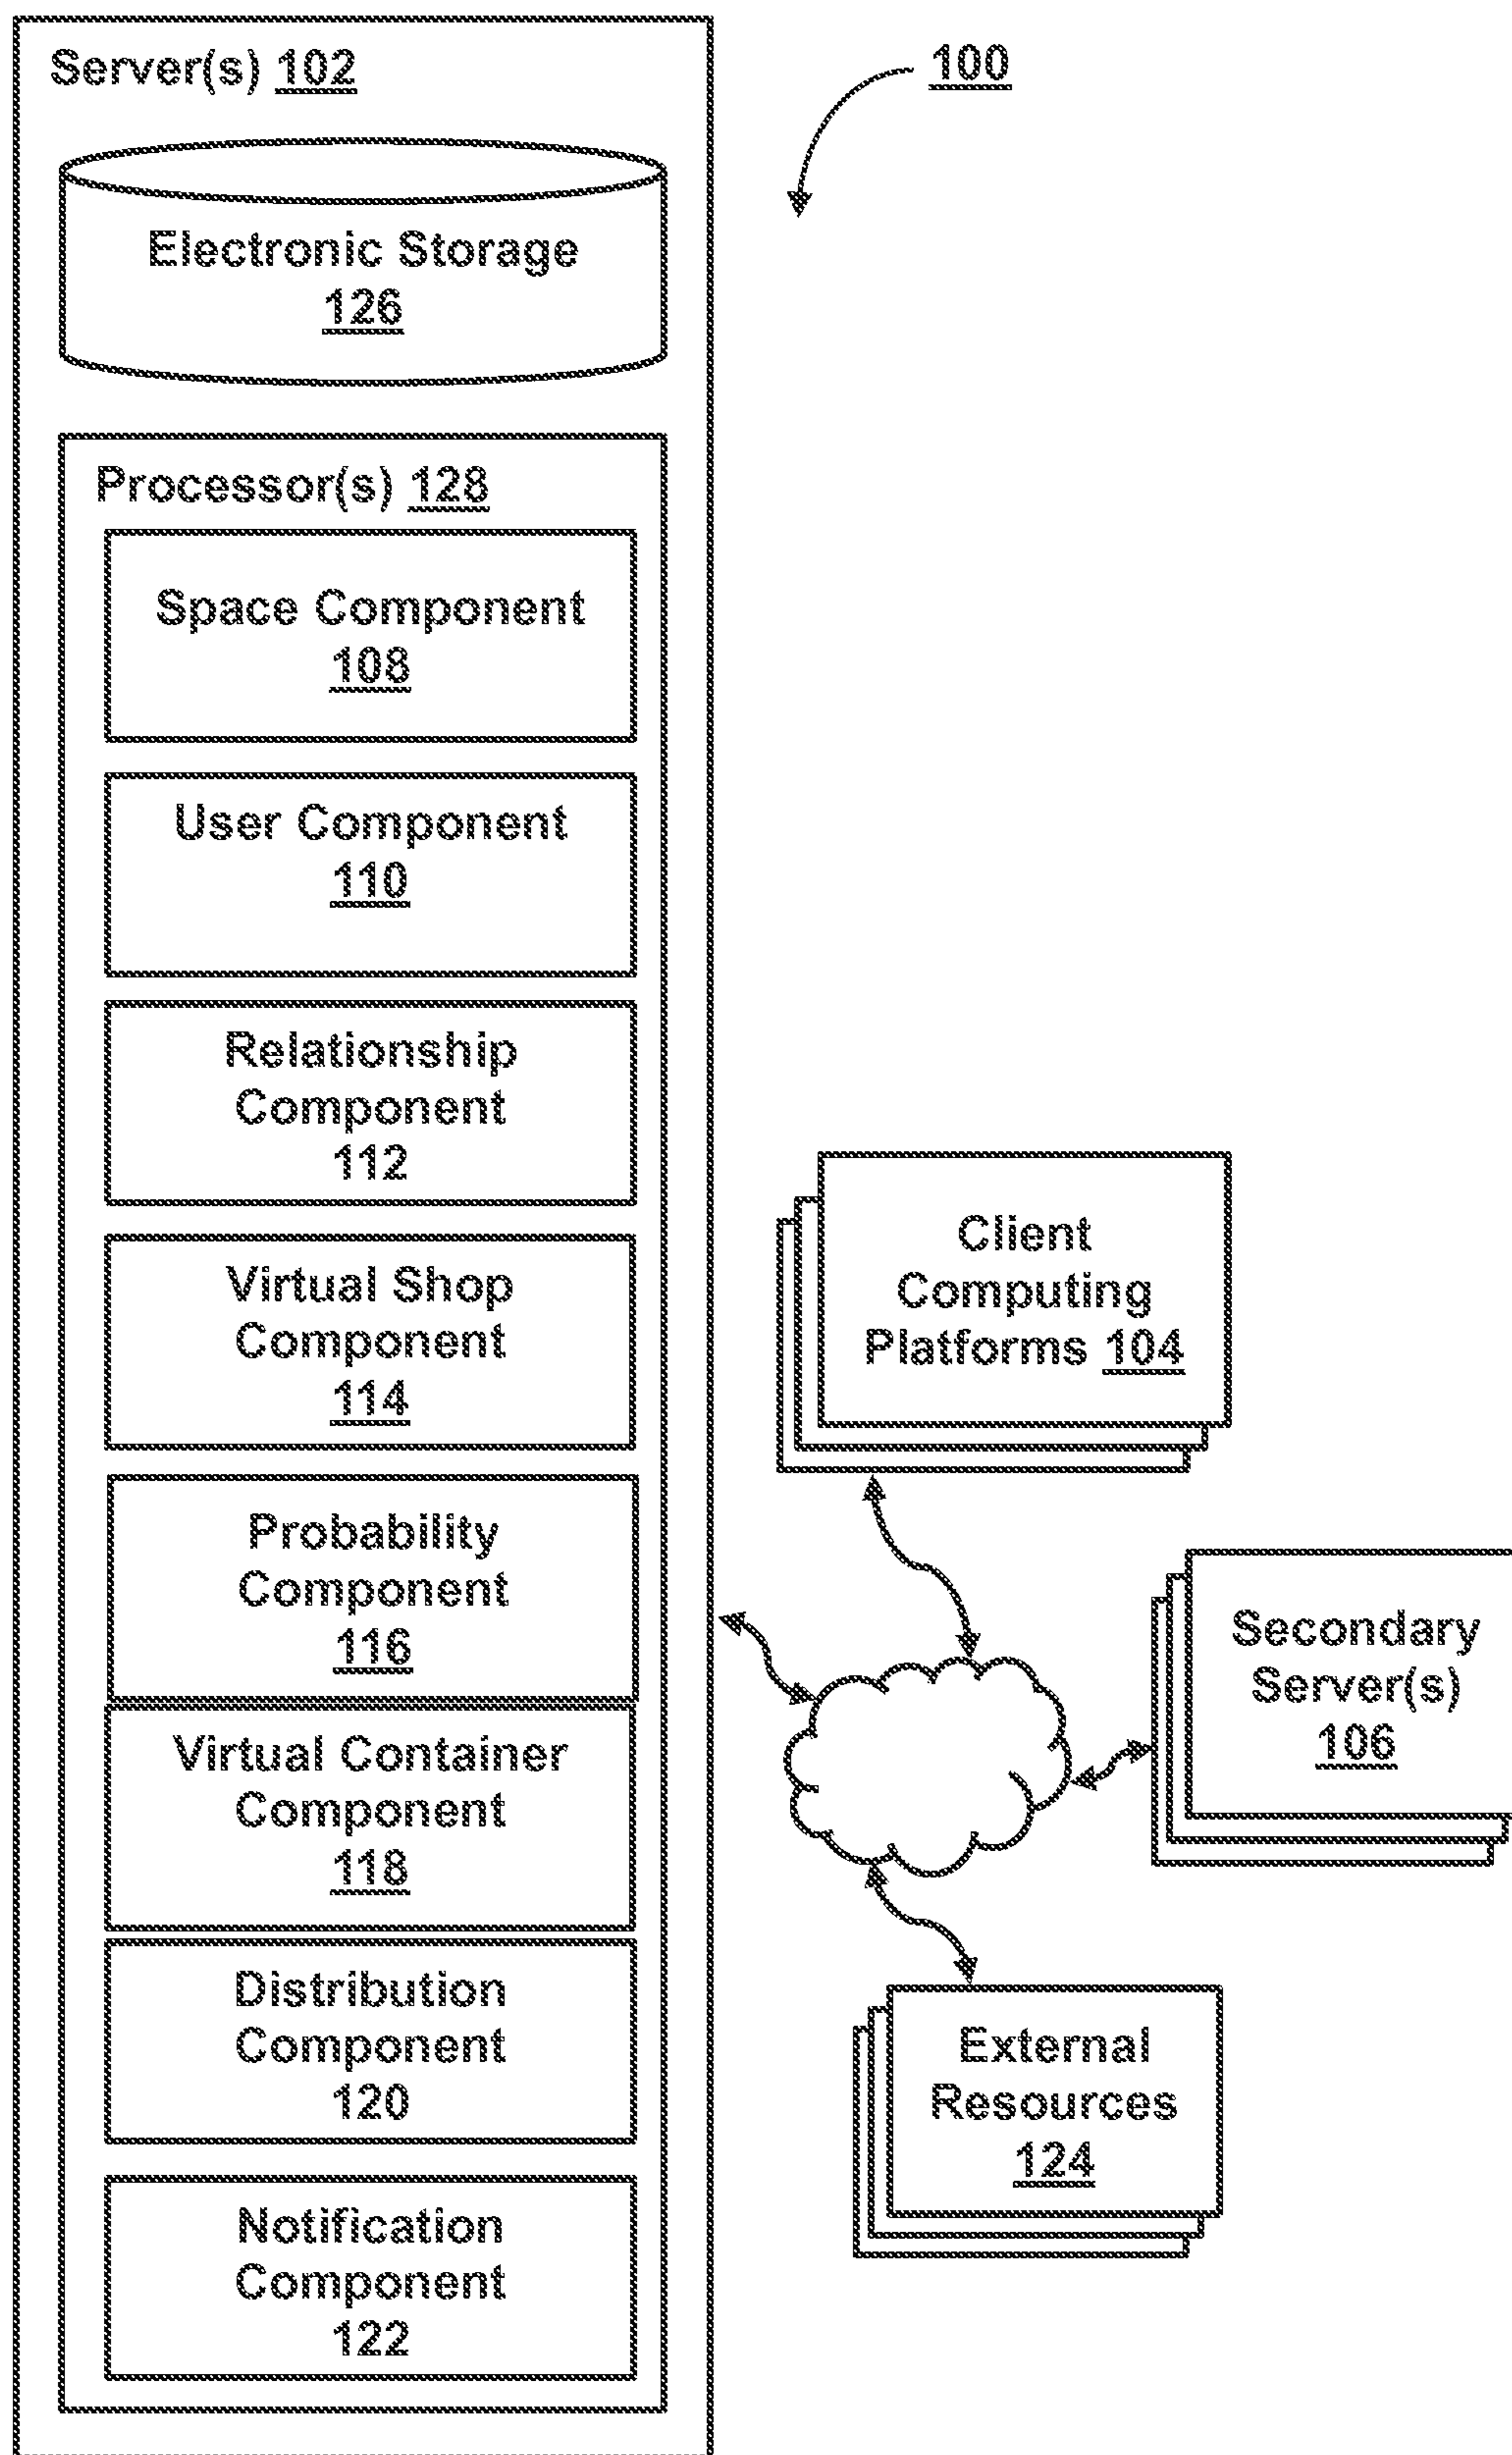 Server(s) 102
100
Electronic Storage
126
Processor(s) 128
Space Component
108
User Component
110
Relationship
Component
112
Virtual Shop
Component
114
Probability
Component
116
Virtual Container
Component
118
Distribution
Component
120
Notification
Component
122
Client
Computing
Platforms 104
Secondary
Server(s)
106
External
Resources
124